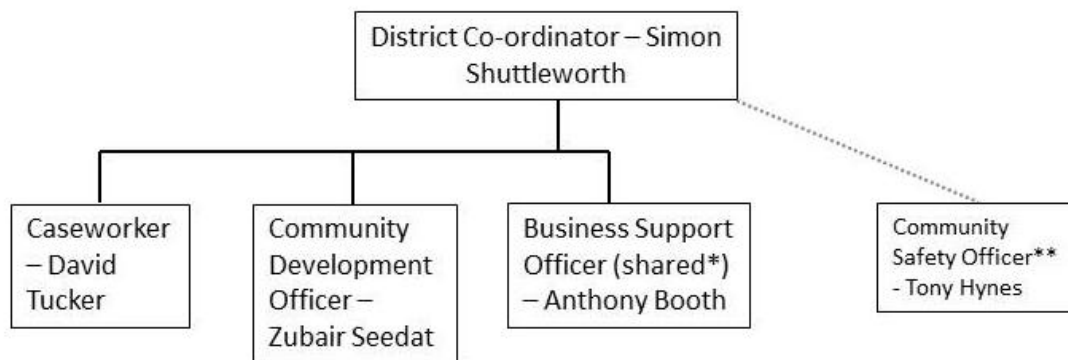 District Co-ordinator – Simon
Shuttleworth
Caseworker
– David
Tucker
Community
Development
Officer –
Zubair Seedat
Business Support
Officer (shared*)
– Anthony Booth
Community
Safety Officer**
- Tony Hynes